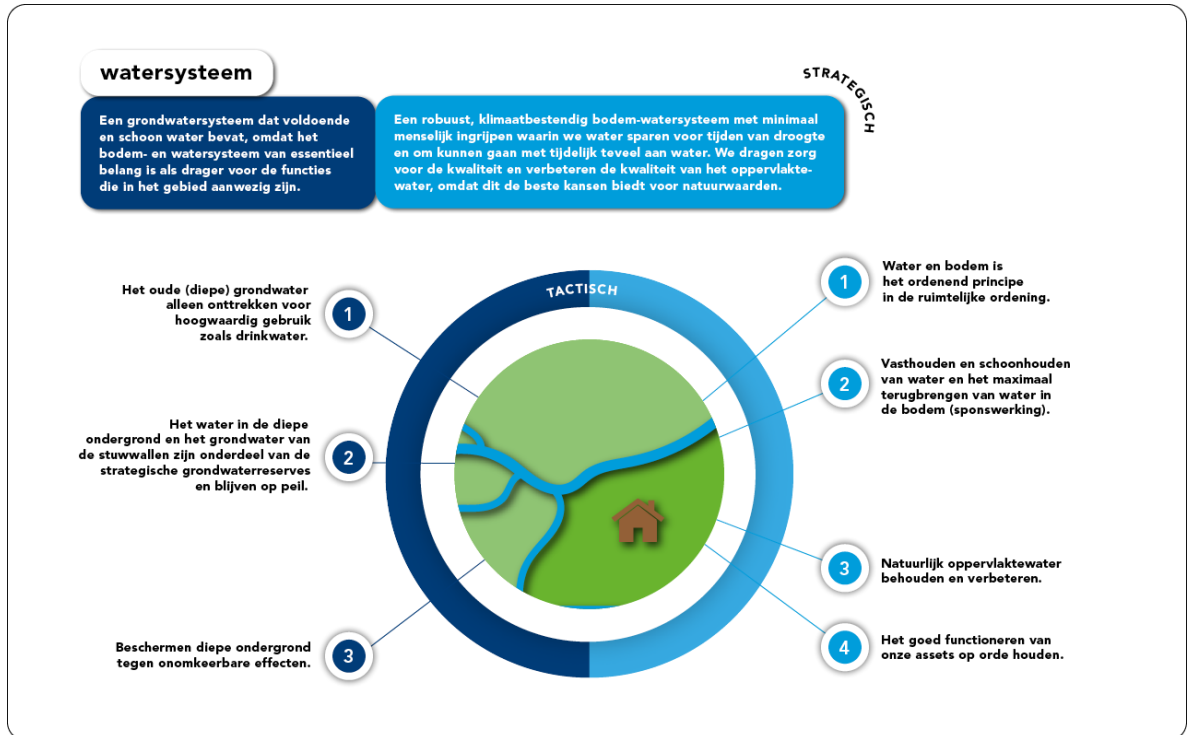 watersysteem
STRATEGISCH
Een grondwatersysteem dat voldoende
en schoon water bevat, omdat het
bodem- en watersysteem van essentieel
belang is als drager voor de functies
die in het gebied aanwezig zijn.
Een robuust, klimaatbestendig bodem-watersysteem met minimaal
menselijk ingrijpen waarin we water sparen voor tijden van droogte
en om kunnen gaan met tijdelijk teveel aan water. We dragen zorg
voor de kwaliteit en verbeteren de kwaliteit van het oppervlakte-
water, omdat dit de beste kansen biedt voor natuurwaarden.
TACTISCH
Het oude (diepe) grondwater
alleen onttrekken voor
hoogwaardig gebruik
zoals drinkwater.
1
Het water in de diepe
ondergrond en het grondwater van
de stuwwallen zijn onderdeel van de
strategische grondwaterreserves
en blijven op peil.
2
Beschermen diepe ondergrond
tegen onomkeerbare effecten.
3
1
Water en bodem is
het ordenend principe
in de ruimtelijke ordening.
2
Vasthouden en schoonhouden
van water en het maximaal
terugbrengen van water in
de bodem (sponswerking).
3
Natuurlijk oppervlaktewater
behouden en verbeteren.
4
Het goed functioneren van
onze assets op orde houden.